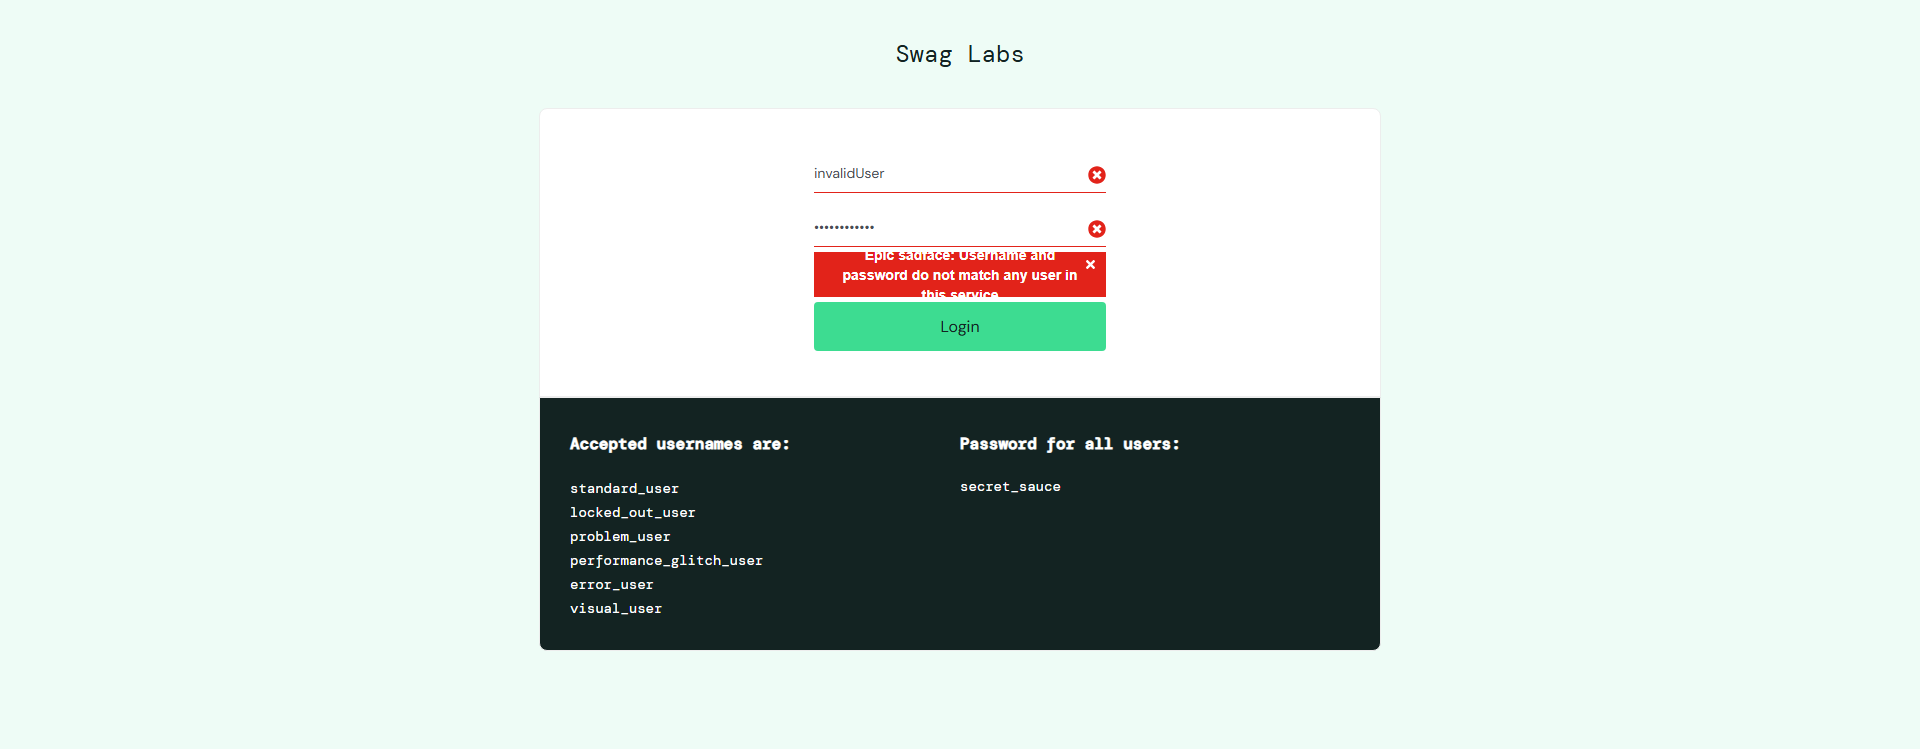 Swag Labs
invalidUser
••••••••••••
Epic sadface: Username and
password do not match any user in
this service
Login
Accepted usernames are:
standard_user
locked_out_user
problem_user
performance_glitch_user
error_user
visual_user
Password for all users:
secret_sauce